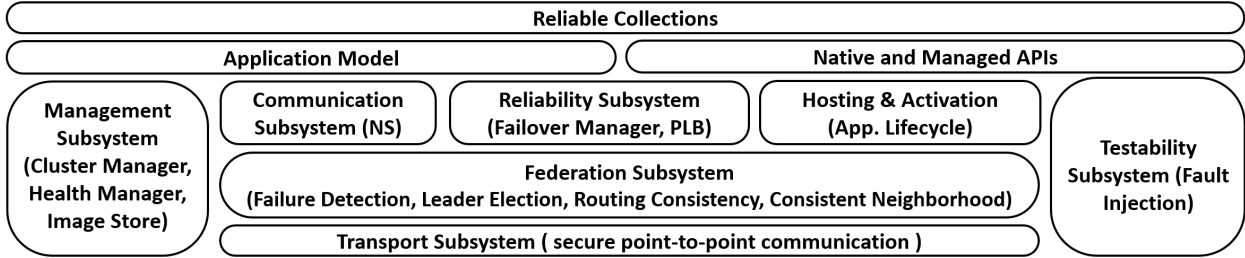 Reliable Collections
Application Model
Native and Managed APIs
Management
Subsystem
(Cluster Manager,
Health Manager,
Image Store)
Communication
Subsystem (NS)
Reliability Subsystem
(Failover Manager, PLB)
Hosting & Activation
(App. Lifecycle)
Federation Subsystem
(Failure Detection, Leader Election, Routing Consistency, Consistent Neighborhood)
Transport Subsystem ( secure point-to-point communication )
Testability
Subsystem (Fault
Injection)